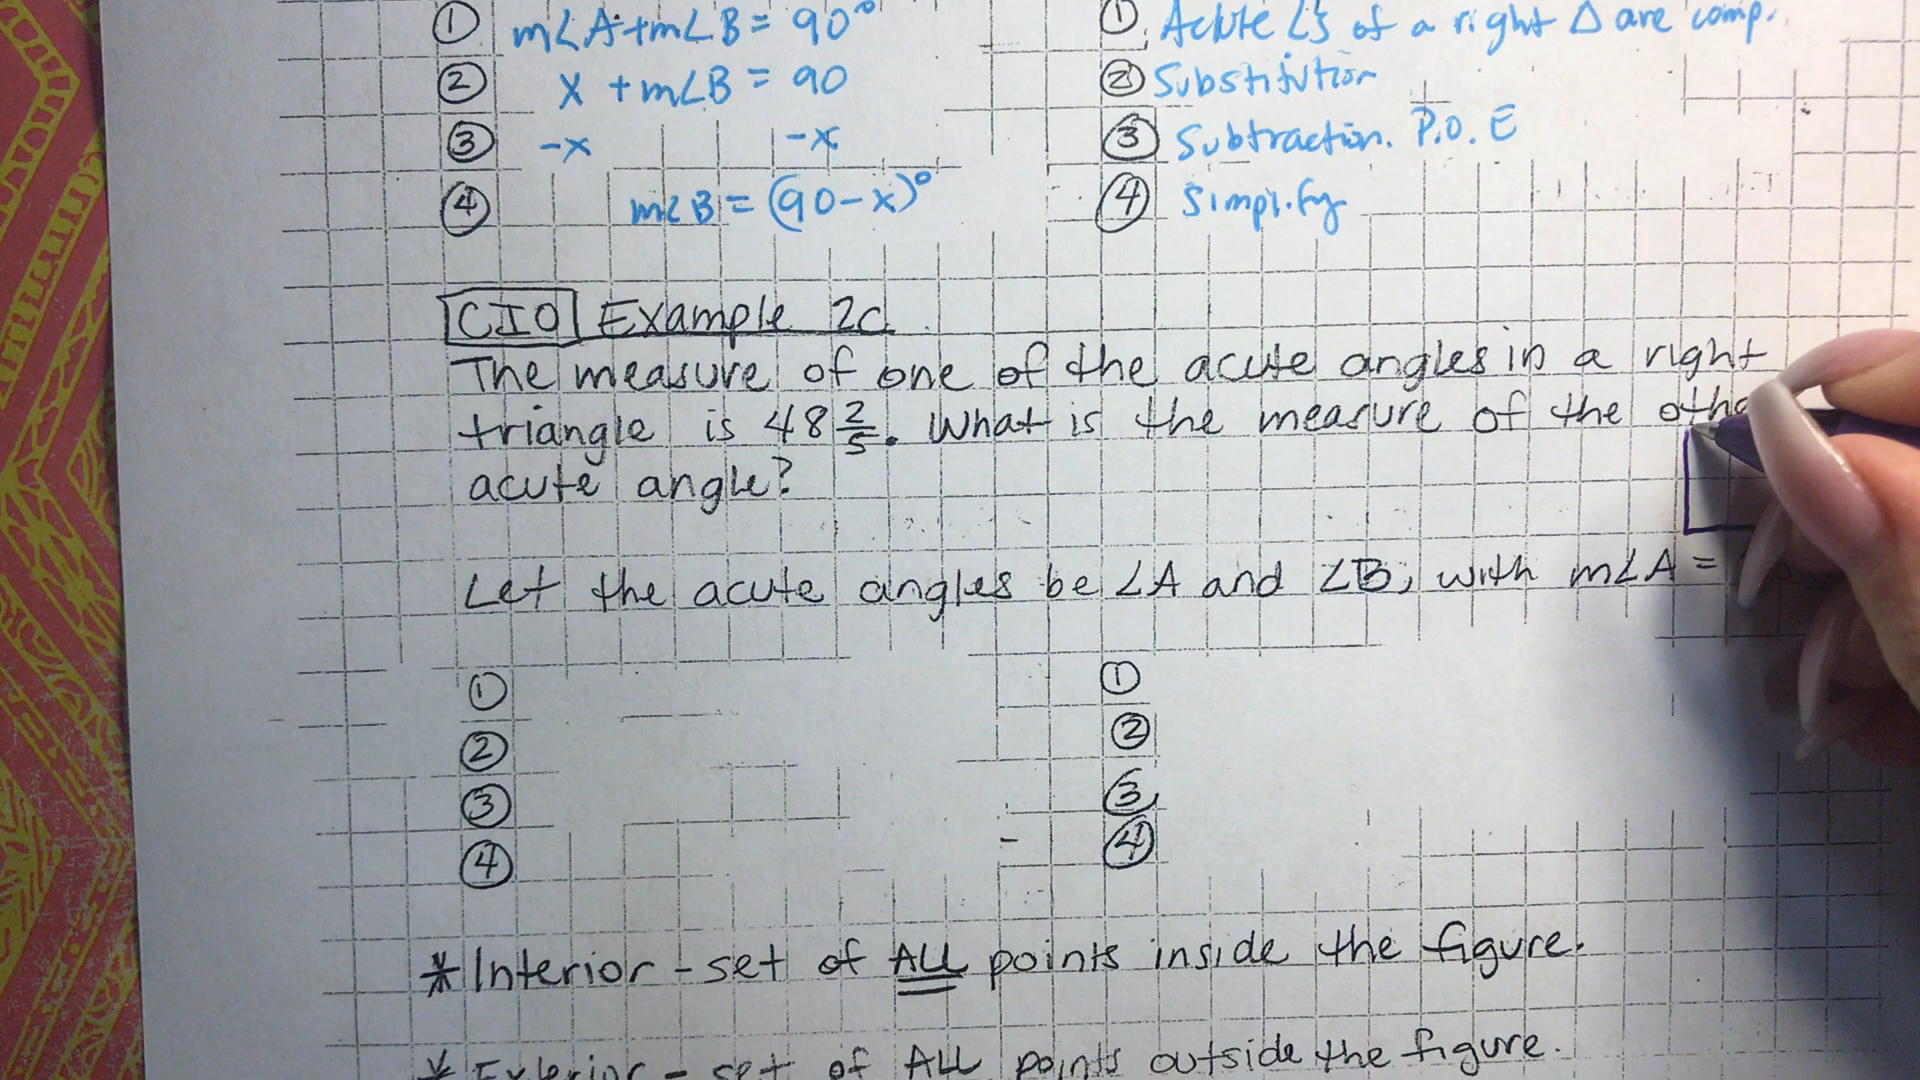 ① m∠A+m∠B = 90° ① Acute ∠s of a right △ are comp.
② x + m∠B = 90 ② Substitution
③ -x -x ③ Subtraction. P.O.E
④ m∠B = (90-x)° ④ Simplify
CIO Example 2c
The measure of one of the acute angles in a right
triangle is 48 2/5. What is the measure of the
acute angle?
Let the acute angles be ∠A and ∠B, with m∠A =
① ①
② ②
③ ③
④ ④
* Interior - set of ALL points inside the figure.
* Exterior - set of ALL points outside the figure.